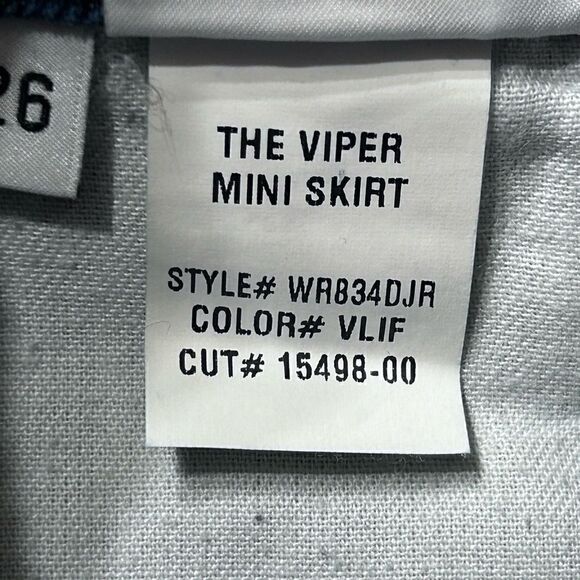 26
THE VIPER
MINI SKIRT
STYLE# WR834DJR
COLOR# VLIF
CUT# 15498-00